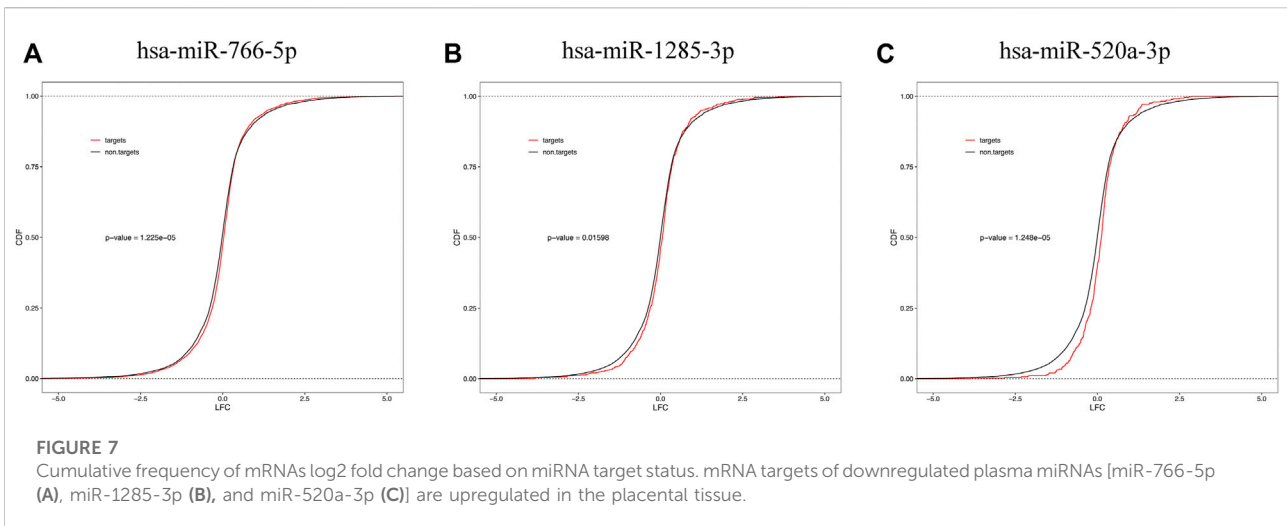 A hsa-miR-766-5p
1.00
0.75
0.50
0.25
0.00
CDF
targets
non.targets
p-value = 1.225e-05
-5.0 -2.5 0.0 2.5 5.0
LFC
B hsa-miR-1285-3p
1.00
0.75
0.50
0.25
0.00
CDF
targets
non.targets
p-value = 0.01598
-5.0 -2.5 0.0 2.5 5.0
LFC
C hsa-miR-520a-3p
1.00
0.75
0.50
0.25
0.00
CDF
targets
non.targets
p-value = 1.248e-05
-5.0 -2.5 0.0 2.5 5.0
LFC
FIGURE 7
Cumulative frequency of mRNAs log2 fold change based on miRNA target status. mRNA targets of downregulated plasma miRNAs [miR-766-5p
(A), miR-1285-3p (B), and miR-520a-3p (C)] are upregulated in the placental tissue.